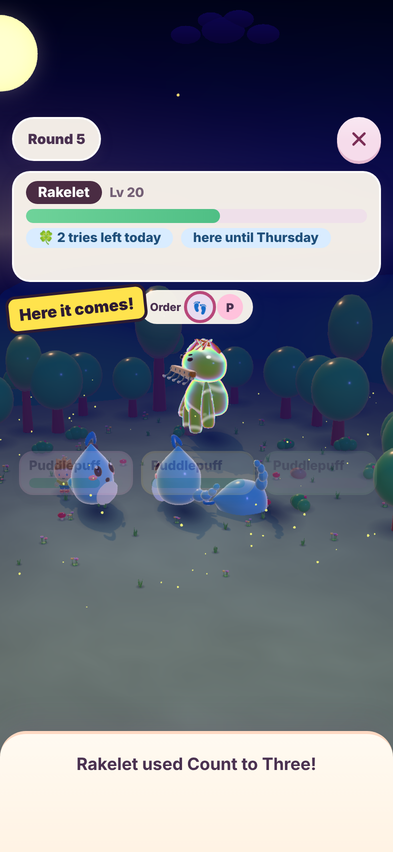 Round 5
Rakelet Lv 20
🍀 2 tries left today
here until Thursday
Here it comes!
Order 👣 P
Puddlepuff
Puddlepuff
Puddlepuff
Rakelet used Count to Three!